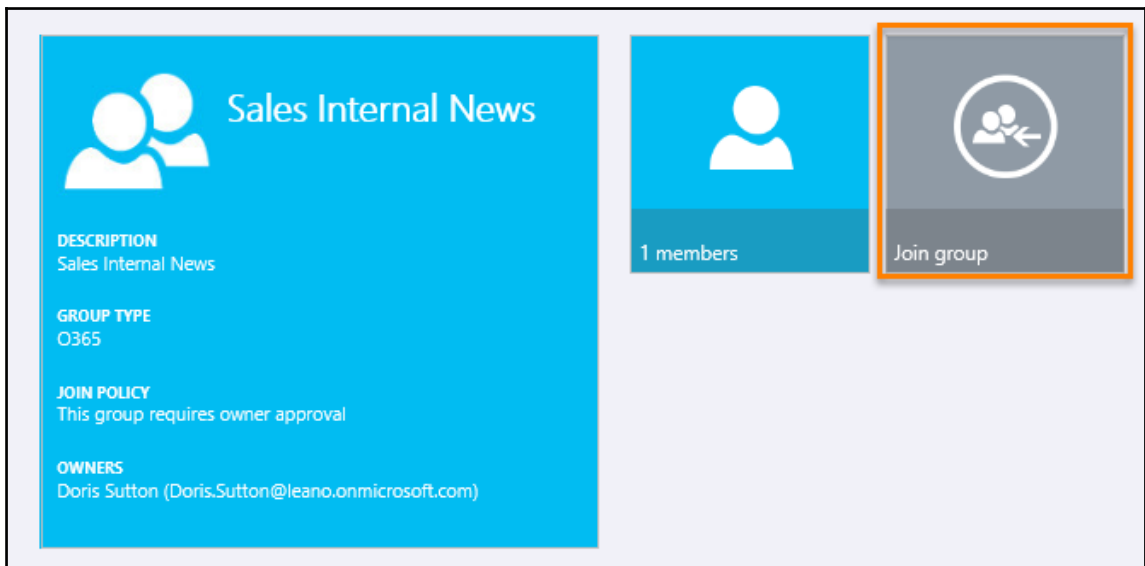 Sales Internal News
DESCRIPTION
Sales Internal News
GROUP TYPE
O365
JOIN POLICY
This group requires owner approval
OWNERS
Doris Sutton (Doris.Sutton@leano.onmicrosoft.com)
1 members
Join group